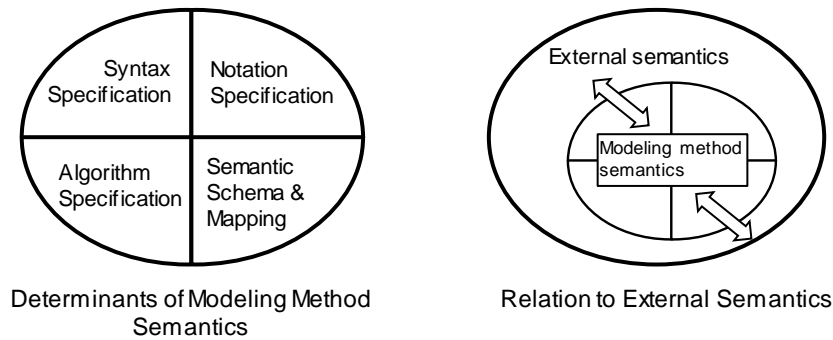 Syntax
Specification
Notation
Specification
Algorithm
Specification
Semantic
Schema &
Mapping
Determinants of Modeling Method
Semantics
External semantics
Modeling method
semantics
Relation to External Semantics